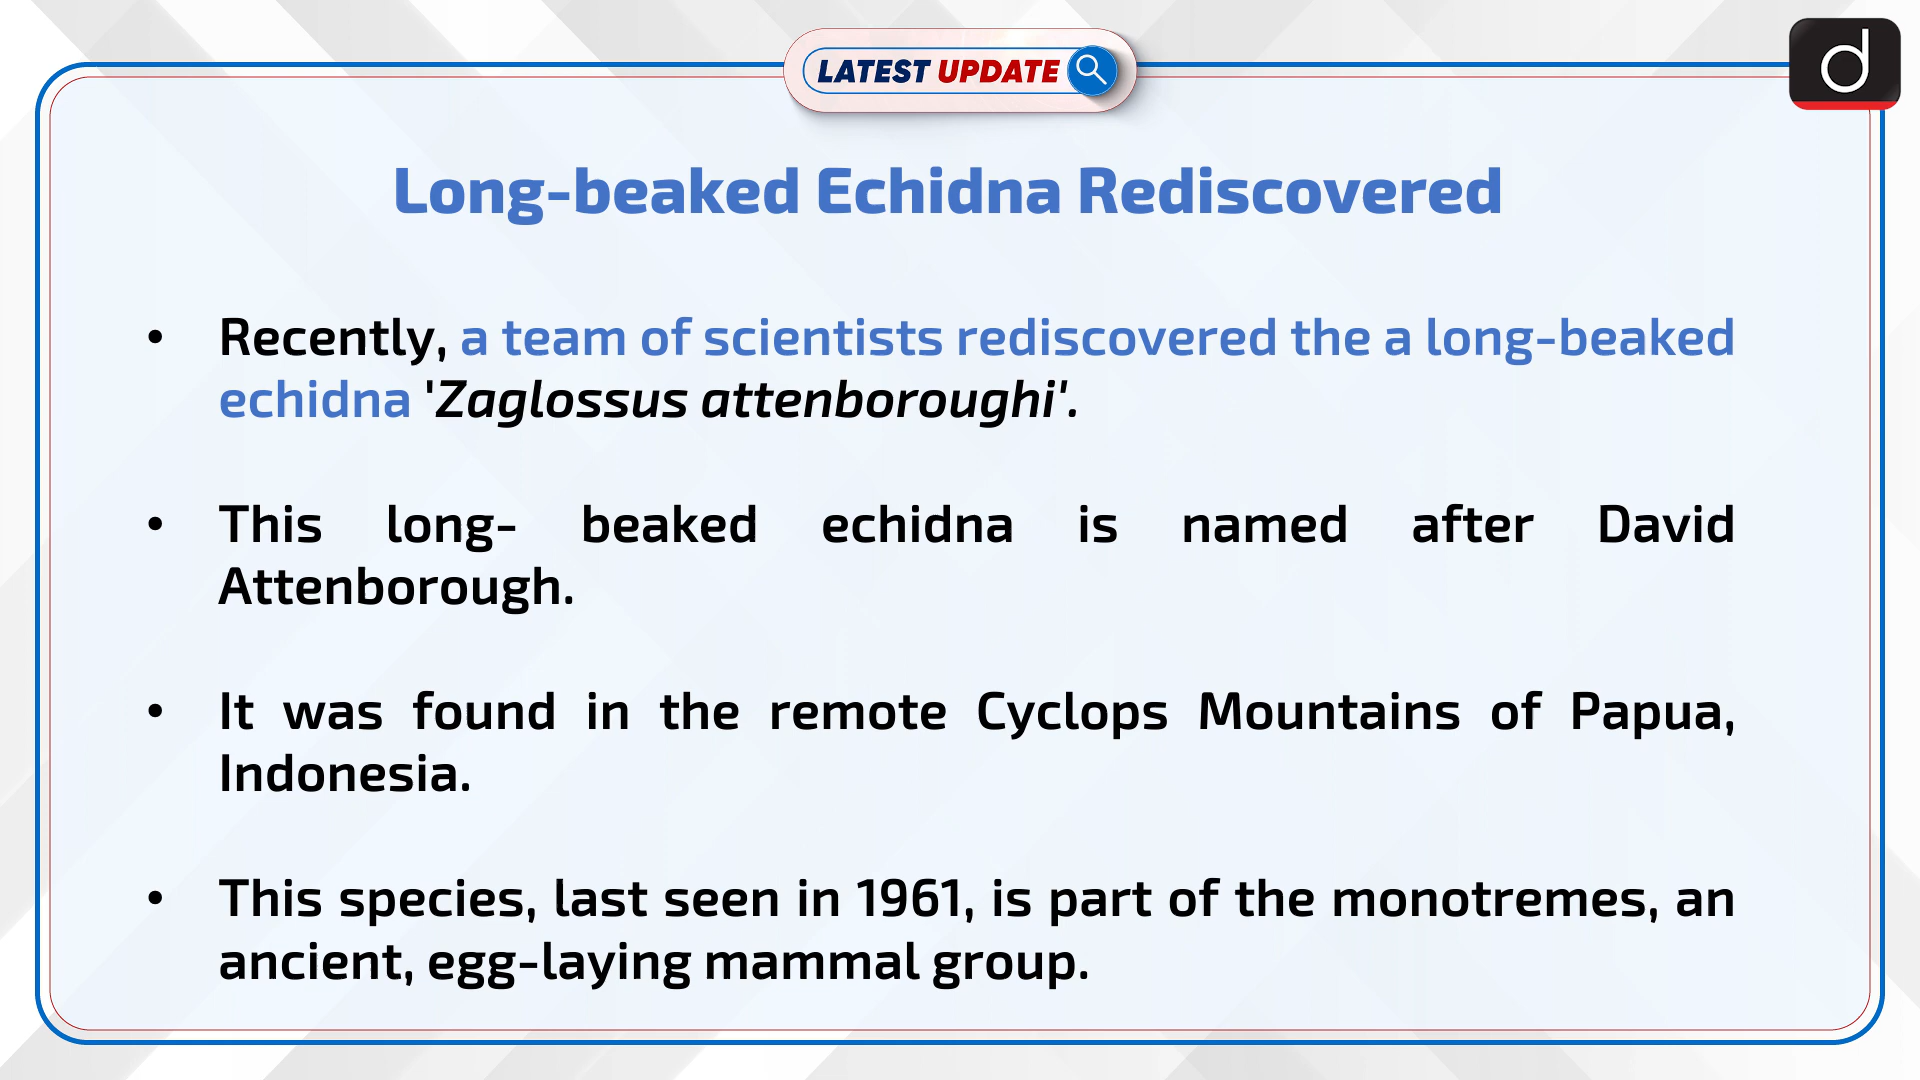 LATEST UPDATE
d
Long-beaked Echidna Rediscovered
• Recently, a team of scientists rediscovered the a long-beaked
echidna 'Zaglossus attenboroughi'.
• This long- beaked echidna is named after David
Attenborough.
• It was found in the remote Cyclops Mountains of Papua,
Indonesia.
• This species, last seen in 1961, is part of the monotremes, an
ancient, egg-laying mammal group.